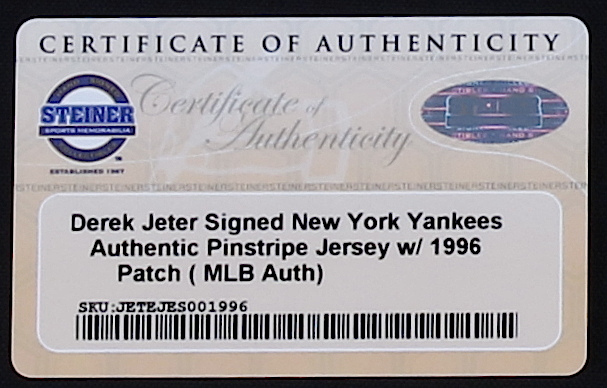 CERTIFICATE OF AUTHENTICITY
STEINER
SPORTS MEMORABILIA
™
ESTABLISHED 1987
Certificate of
Authenticity
Derek Jeter Signed New York Yankees
Authentic Pinstripe Jersey w/ 1996
Patch ( MLB Auth)
SKU:JETEJES001996